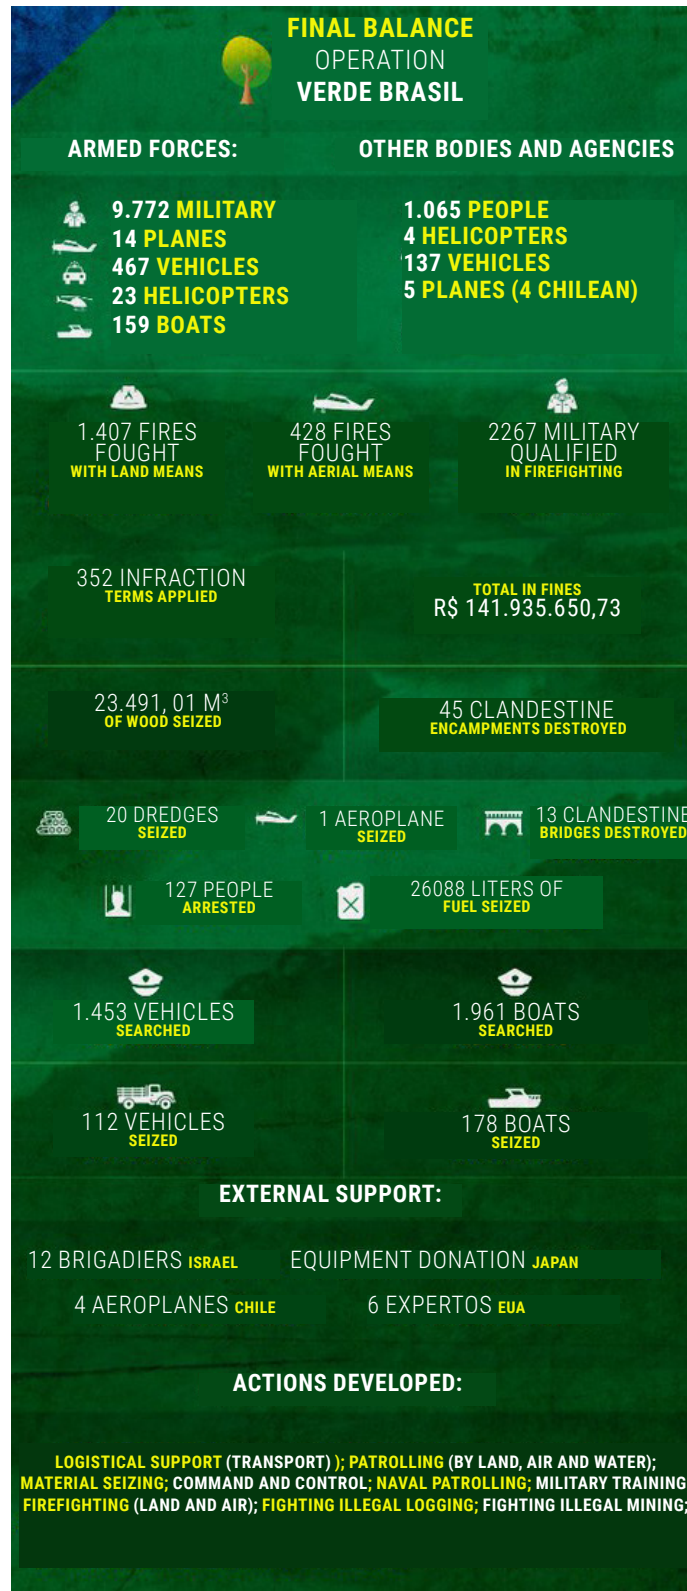 FINAL BALANCE
OPERATION
VERDE BRASIL
ARMED FORCES:
9.772 MILITARY
14 PLANES
467 VEHICLES
23 HELICOPTERS
159 BOATS
OTHER BODIES AND AGENCIES
1.065 PEOPLE
4 HELICOPTERS
137 VEHICLES
5 PLANES (4 CHILEAN)
1.407 FIRES
FOUGHT
WITH LAND MEANS
428 FIRES
FOUGHT
WITH AERIAL MEANS
2267 MILITARY
QUALIFIED
IN FIREFIGHTING
352 INFRACTION
TERMS APPLIED
TOTAL IN FINES
R$ 141.935.650,73
23.491, 01 M³
OF WOOD SEIZED
45 CLANDESTINE
ENCAMPMENTS DESTROYED
20 DREDGES
SEIZED
1 AEROPLANE
SEIZED
13 CLANDESTINE
BRIDGES DESTROYED
127 PEOPLE
ARRESTED
26088 LITERS OF
FUEL SEIZED
1.453 VEHICLES
SEARCHED
1.961 BOATS
SEARCHED
112 VEHICLES
SEIZED
178 BOATS
SEIZED
EXTERNAL SUPPORT:
12 BRIGADIERS ISRAEL
EQUIPMENT DONATION JAPAN
4 AEROPLANES CHILE
6 EXPERTOS EUA
ACTIONS DEVELOPED:
LOGISTICAL SUPPORT (TRANSPORT) ); PATROLLING (BY LAND, AIR AND WATER);
MATERIAL SEIZING; COMMAND AND CONTROL; NAVAL PATROLLING; MILITARY TRAINING
FIREFIGHTING (LAND AND AIR); FIGHTING ILLEGAL LOGGING; FIGHTING ILLEGAL MINING;